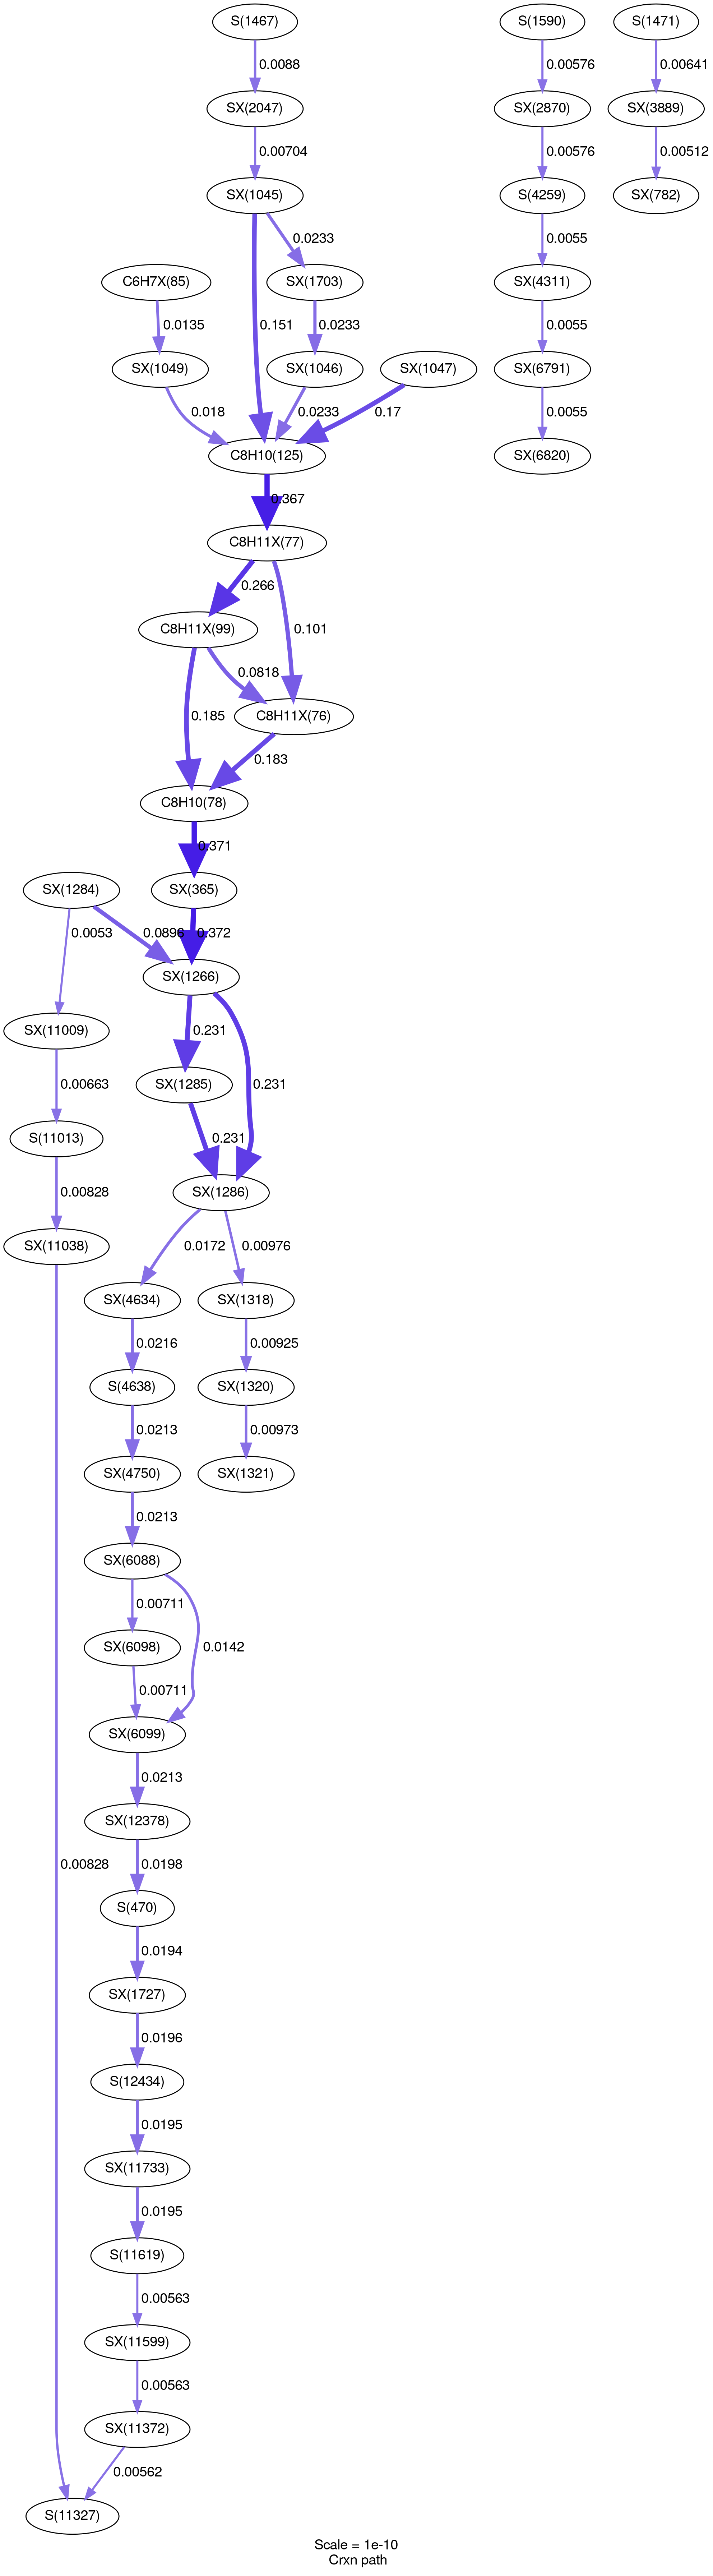 S(1467)
S(1590)
S(1471)
0.0088
0.00576
0.00641
SX(2047)
SX(2870)
SX(3889)
0.00704
0.00576
0.00512
SX(1045)
S(4259)
SX(782)
0.0233
0.0055
C6H7X(85)
SX(1703)
SX(4311)
0.0135
0.151
0.0233
0.0055
SX(1049)
SX(1046)
SX(1047)
SX(6791)
0.018
0.0233
0.17
0.0055
C8H10(125)
SX(6820)
0.367
C8H11X(77)
0.266
0.101
C8H11X(99)
0.0818
0.185
C8H11X(76)
0.183
C8H10(78)
0.371
SX(1284)
SX(365)
0.0053
0.0896
0.372
SX(1266)
SX(11009)
0.231
0.231
0.00663
SX(1285)
S(11013)
0.231
0.00828
SX(1286)
SX(11038)
0.0172
0.00976
SX(4634)
SX(1318)
0.0216
0.00925
S(4638)
SX(1320)
0.0213
0.00973
SX(4750)
SX(1321)
0.0213
SX(6088)
0.00711
0.0142
SX(6098)
0.00711
SX(6099)
0.0213
SX(12378)
0.00828
0.0198
S(470)
0.0194
SX(1727)
0.0196
S(12434)
0.0195
SX(11733)
0.0195
S(11619)
0.00563
SX(11599)
0.00563
SX(11372)
0.00562
S(11327)
Scale = 1e-10
Crxn path